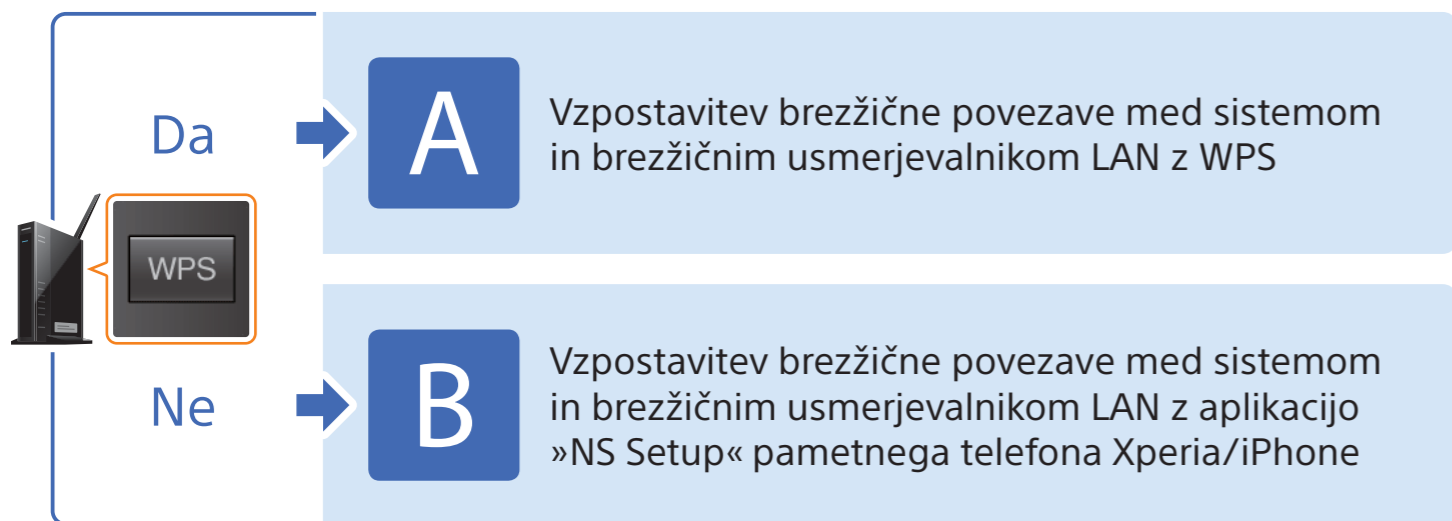 Da
A
Vzpostavitev brezžične povezave med sistemom
in brezžičnim usmerjevalnikom LAN z WPS
WPS
Ne
B
Vzpostavitev brezžične povezave med sistemom
in brezžičnim usmerjevalnikom LAN z aplikacijo
»NS Setup« pametnega telefona Xperia/iPhone